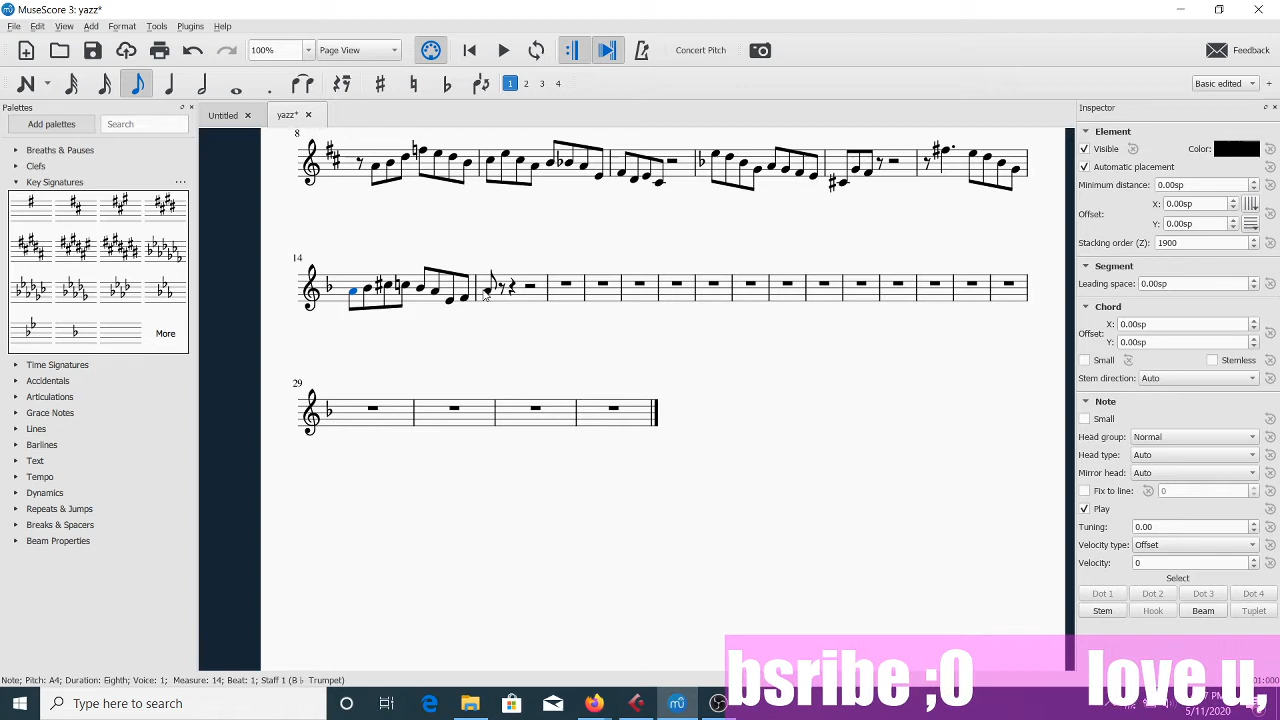 MuseScore 3: yazz*
File Edit View Add Format Tools Plugins Help
100% Page View Concert Pitch Feedback
1 2 3 4 Basic edited +
Palettes
Add palettes Search
Untitled yazz*
Inspector
Breaths & Pauses
Clefs
Key Signatures
More
Time Signatures
Accidentals
Articulations
Grace Notes
Lines
Barlines
Text
Tempo
Dynamics
Repeats & Jumps
Breaks & Spacers
Beam Properties
8
14
29
Element
Visible Color:
Automatic placement
Minimum distance: 0.00sp
X: 0.00sp
Offset:
Y: 0.00sp
Stacking order (Z): 1900
Segment
Leading space: 0.00sp
Chord
X: 0.00sp
Offset:
Y: 0.00sp
Small Stemless
Stem direction: Auto
Note
Small
Head group: Normal
Head type: Auto
Mirror head: Auto
Fix to line: 0
Play
Tuning: 0.00
Velocity type: Offset
Velocity: 0
Select
Dot 1 Dot 2 Dot 3 Dot 4
Stem Hook Beam Tuplet
bsribe ;O love u,
Note; Pitch: A4; Duration: Eighth; Voice: 1; Measure: 14; Beat: 1; Staff 1 (B♭ Trumpet)
Type here to search
7 PM
5/11/2020